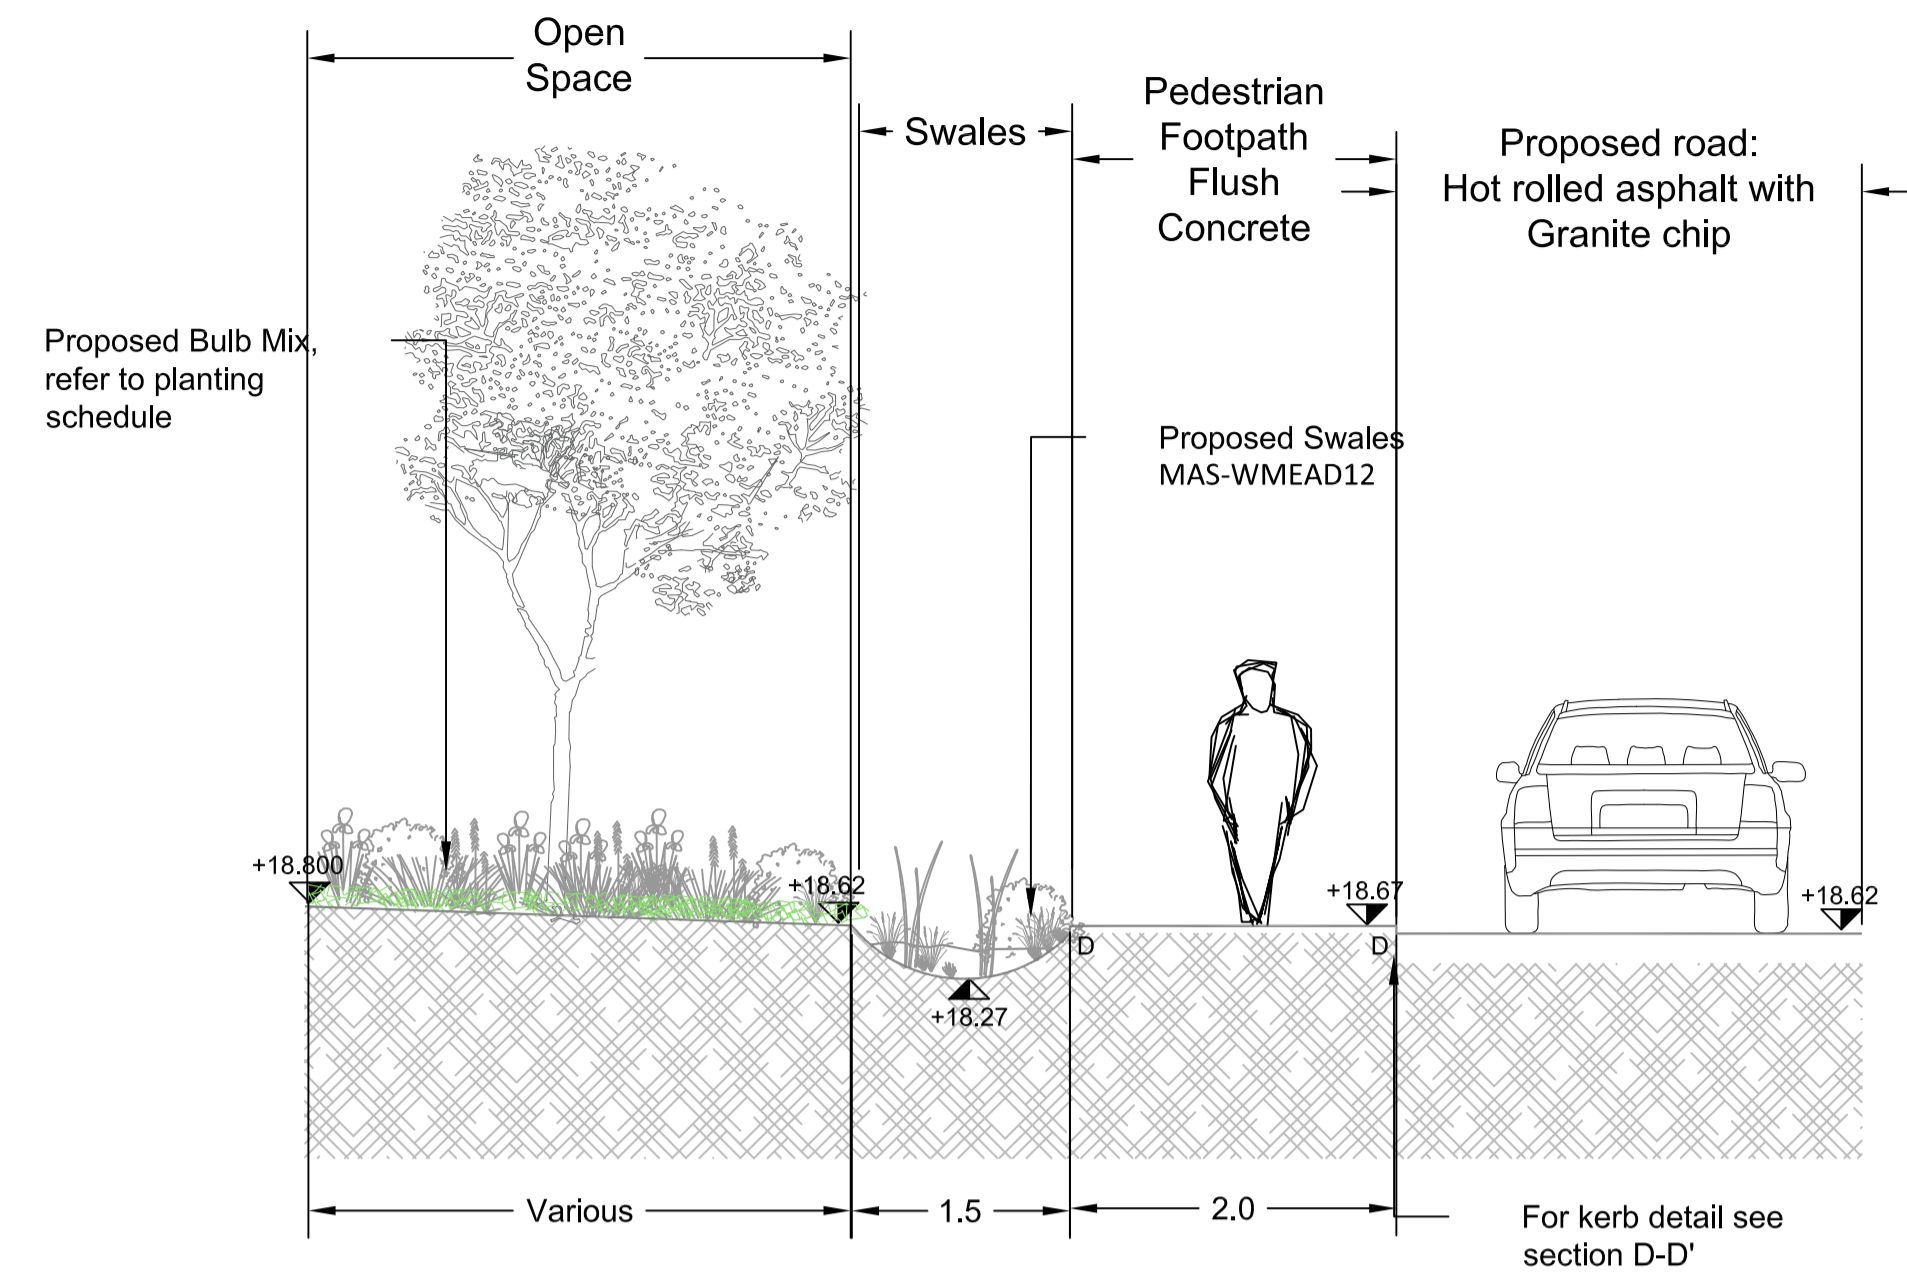 Open
Space
Swales
Pedestrian
Footpath
Flush
Concrete
Proposed road:
Hot rolled asphalt with
Granite chip
Proposed Bulb Mix,
refer to planting
schedule
Proposed Swales
MAS-WMEAD12
+18.800
+18.62
+18.67
+18.62
D
D
+18.27
Various
1.5
2.0
For kerb detail see
section D-D'